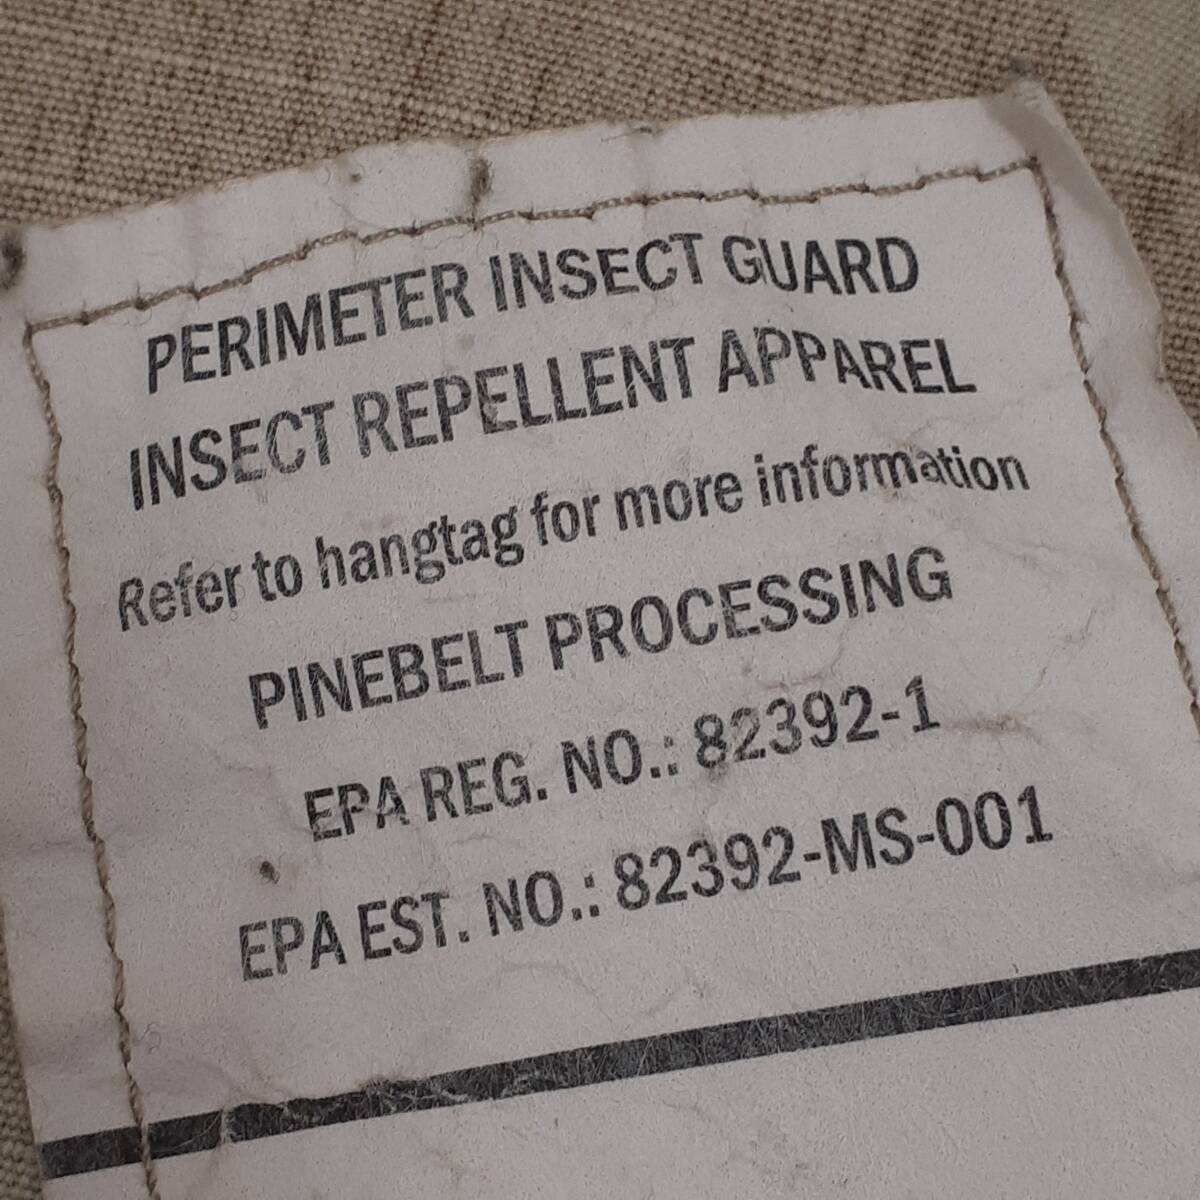 PERIMETER INSECT GUARD
INSECT REPELLENT APPAREL
Refer to hangtag for more information
PINEBELT PROCESSING
EPA REG. NO.: 82392-1
EPA EST. NO.: 82392-MS-001